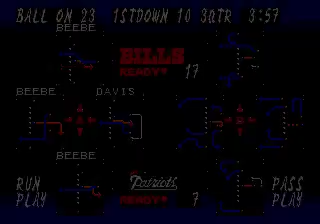 BALL ON 23 1STDOWN 10 3QTR 3:57
BEEBE
BILLS
READY!
17
BEEBE DAVIS
BEEBE
RUN PLAY
Patriots
READY!
7
PASS PLAY